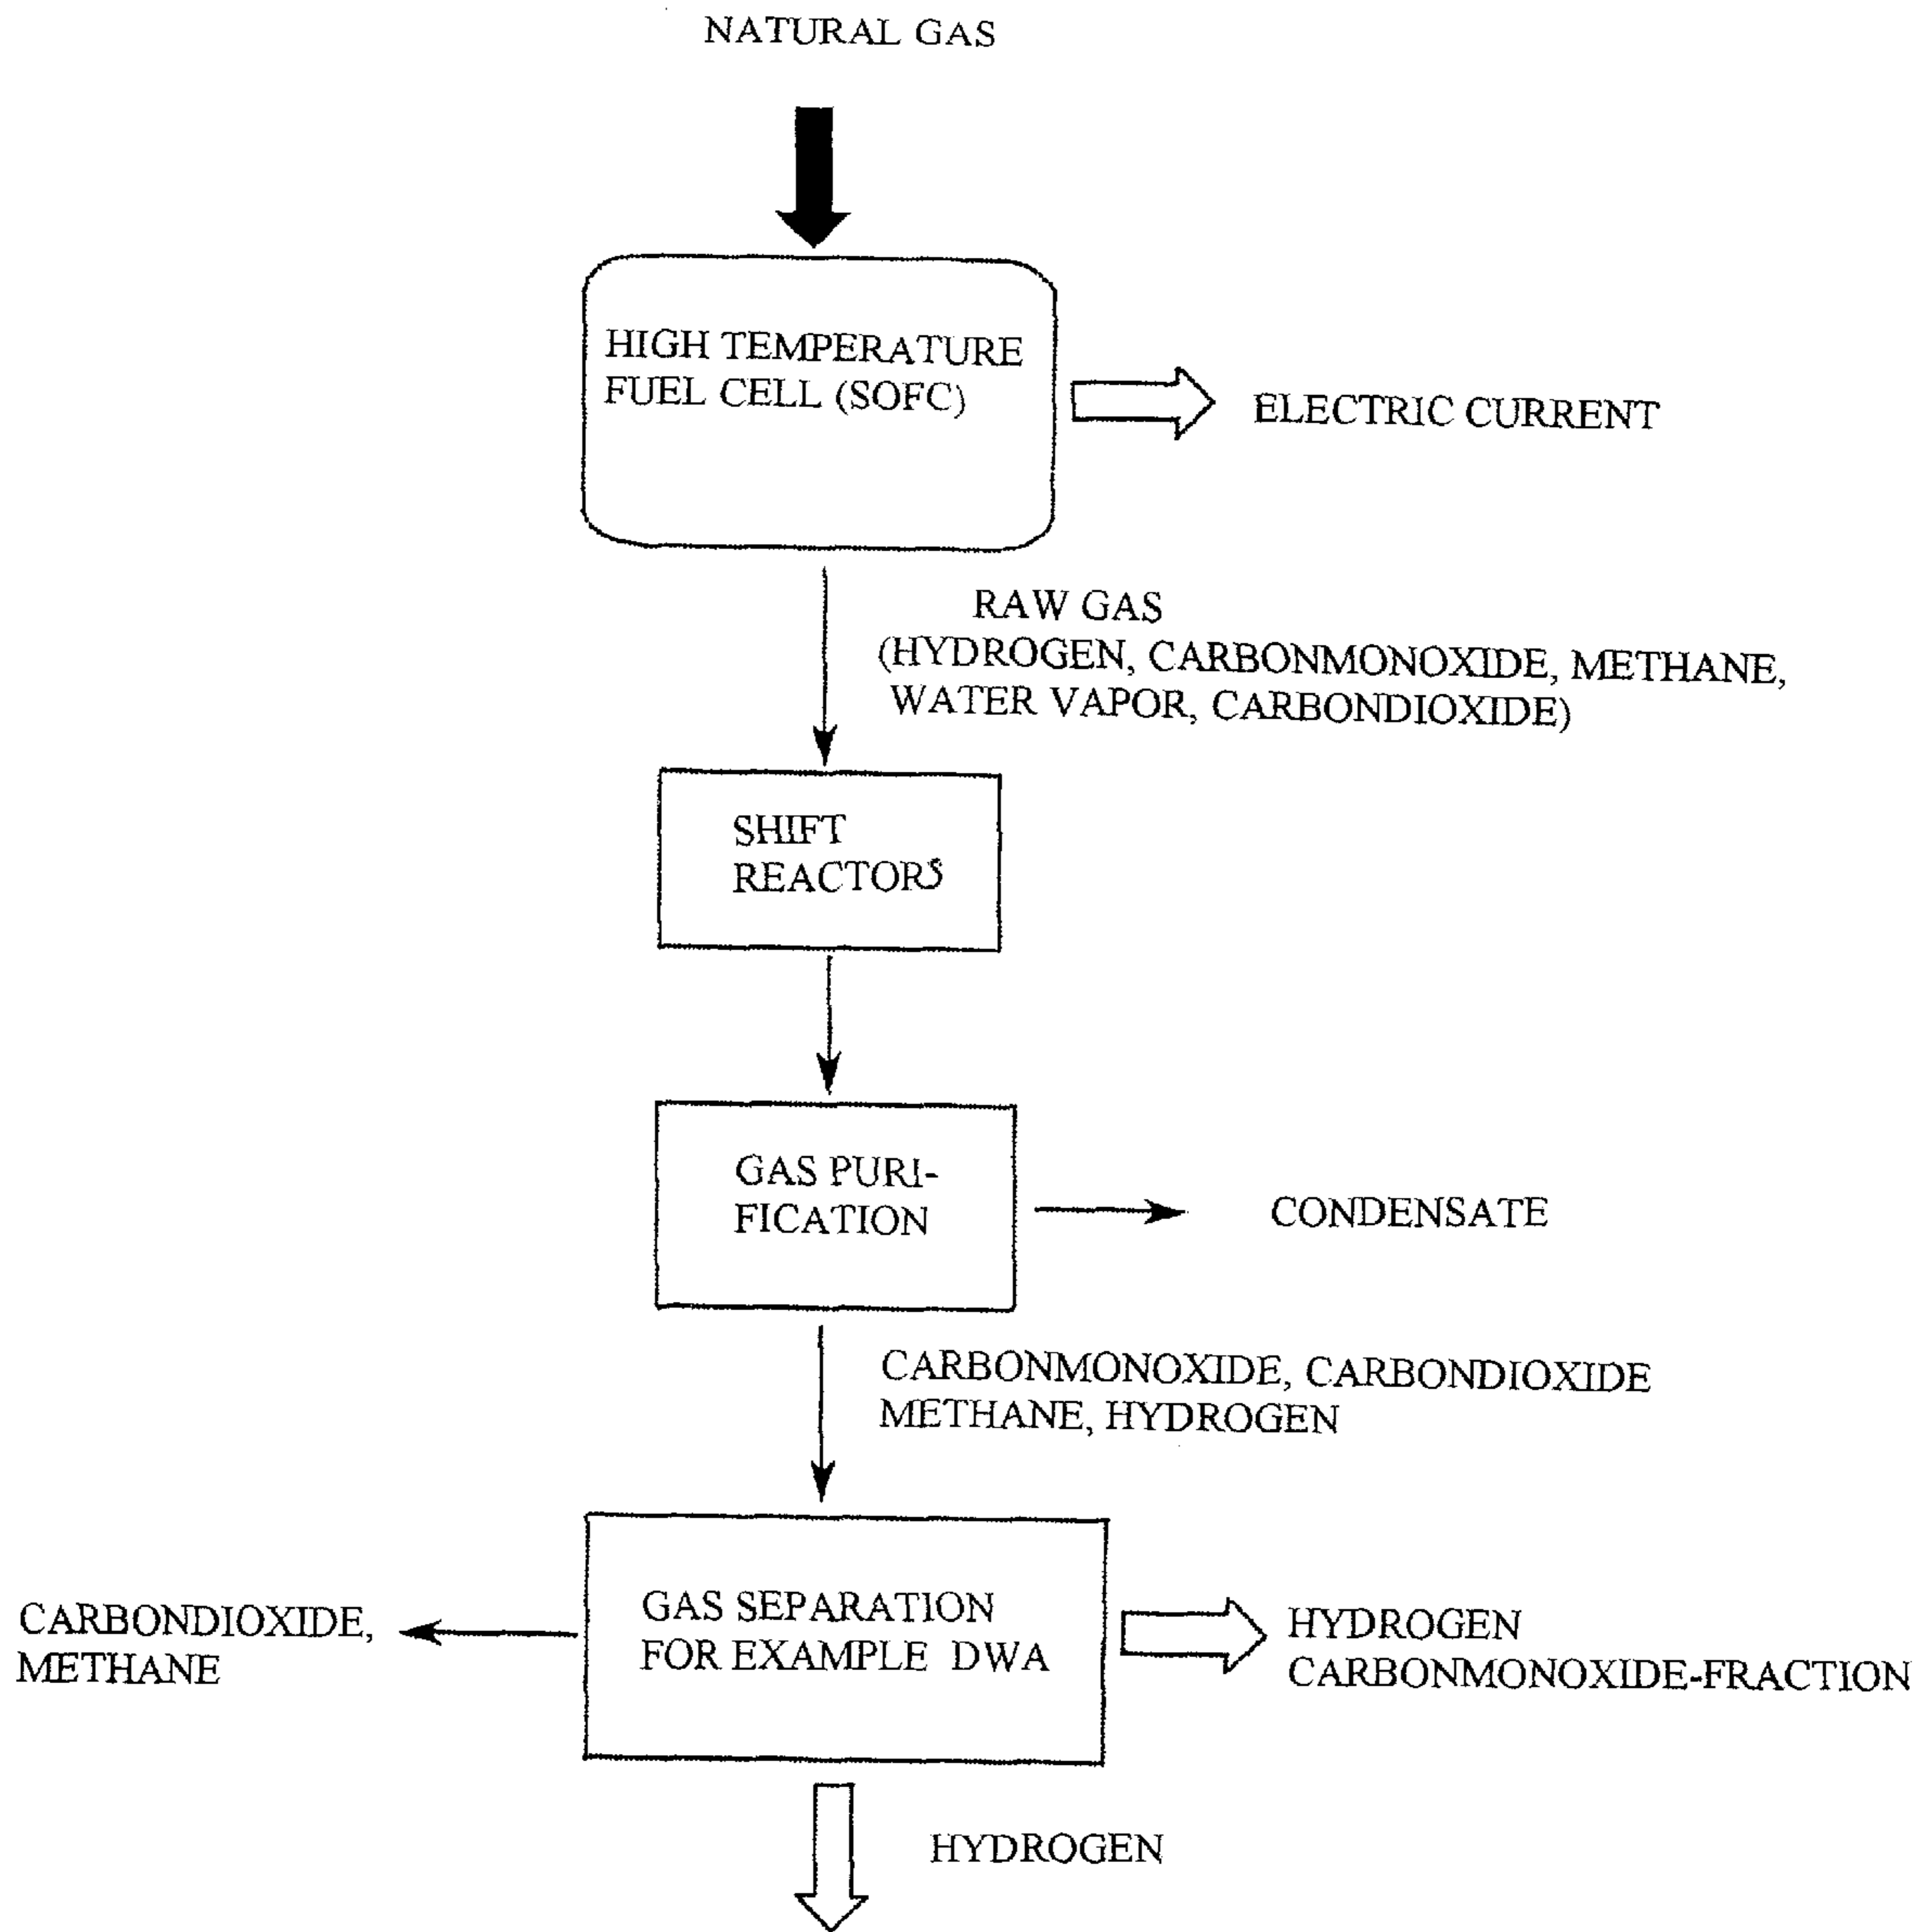 NATURAL GAS
HIGH TEMPERATURE
FUEL CELL (SOFC)
ELECTRIC CURRENT
RAW GAS
(HYDROGEN, CARBONMONOXIDE, METHANE,
WATER VAPOR, CARBONDIOXIDE)
SHIFT
REACTORS
GAS PURI-
FICATION
CONDENSATE
CARBONMONOXIDE, CARBONDIOXIDE
METHANE, HYDROGEN
CARBONDIOXIDE,
METHANE
GAS SEPARATION
FOR EXAMPLE DWA
HYDROGEN
CARBONMONOXIDE-FRACTION
HYDROGEN